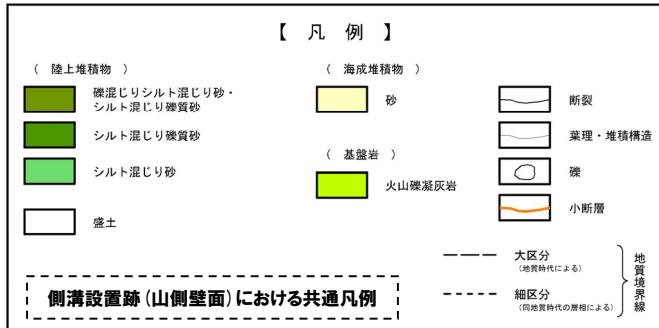 【 凡 例 】
( 陸上堆積物 )
礫混じりシルト混じり砂・
シルト混じり礫質砂
シルト混じり礫質砂
シルト混じり砂
盛土
( 海成堆積物 )
砂
( 基盤岩 )
火山礫凝灰岩
断裂
葉理・堆積構造
礫
小断層
大区分
(地質時代による)
細区分
(同地質時代の層相による)
地質境界線
側溝設置跡(山側壁面)における共通凡例